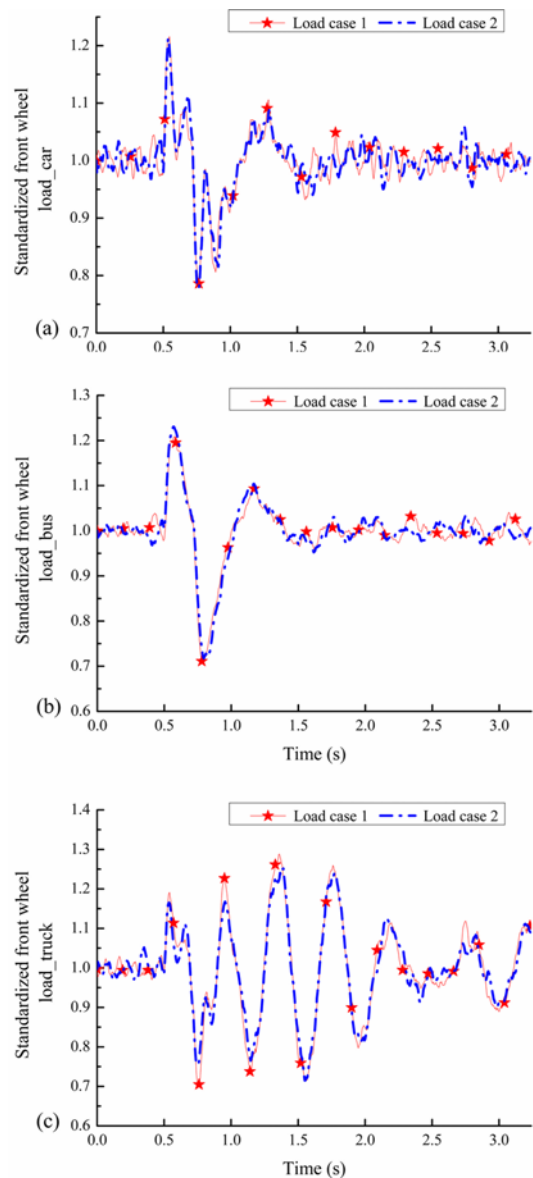 Load case 1 Load case 2
1.2
1.1
1.0
0.9
0.8
0.7
Standardized front wheel
load_car
(a)
0.0 0.5 1.0 1.5 2.0 2.5 3.0
Load case 1 Load case 2
1.3
1.2
1.1
1.0
0.9
0.8
0.7
0.6
Standardized front wheel
load_bus
(b)
0.0 0.5 1.0 1.5 2.0 2.5 3.0
Time (s)
Load case 1 Load case 2
1.4
1.3
1.2
1.1
1.0
0.9
0.8
0.7
0.6
Standardized front wheel
load_truck
(c)
0.0 0.5 1.0 1.5 2.0 2.5 3.0
Time (s)